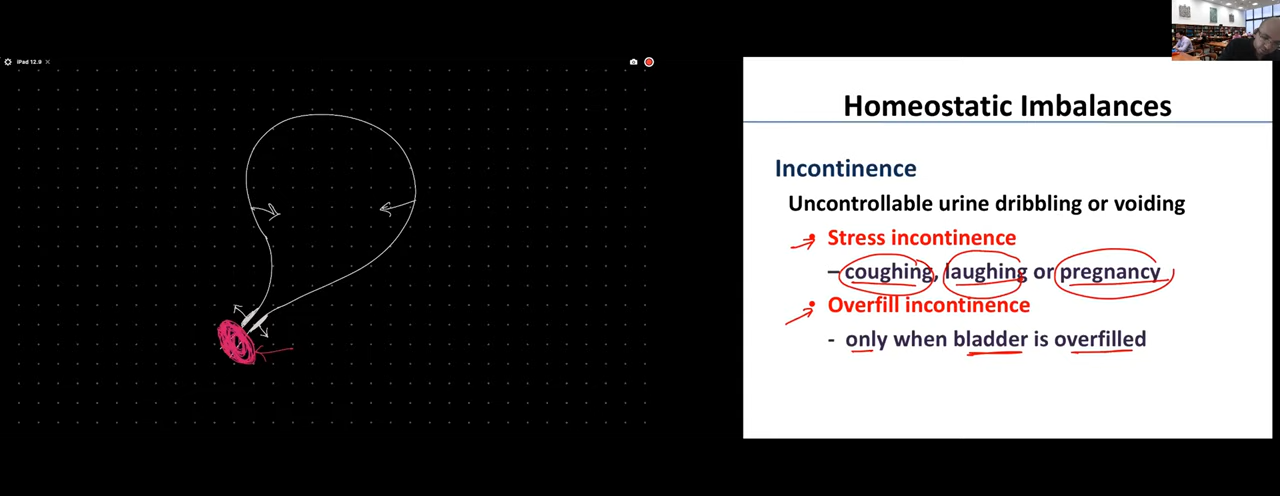 iPad 12.9 ×
Homeostatic Imbalances
Incontinence
Uncontrollable urine dribbling or voiding
• Stress incontinence
– coughing, laughing or pregnancy
• Overfill incontinence
- only when bladder is overfilled